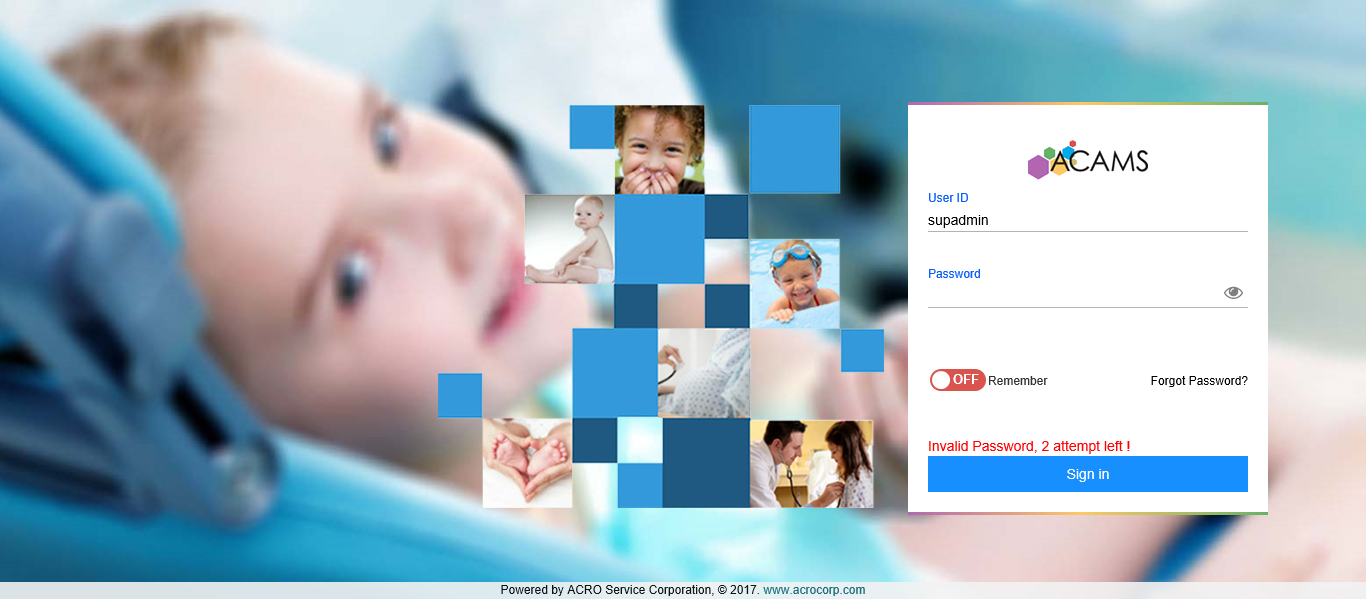 ACAMS
User ID
supadmin
Password
OFF Remember Forgot Password?
Invalid Password, 2 attempt left !
Sign in
Powered by ACRO Service Corporation, © 2017. www.acrocorp.com